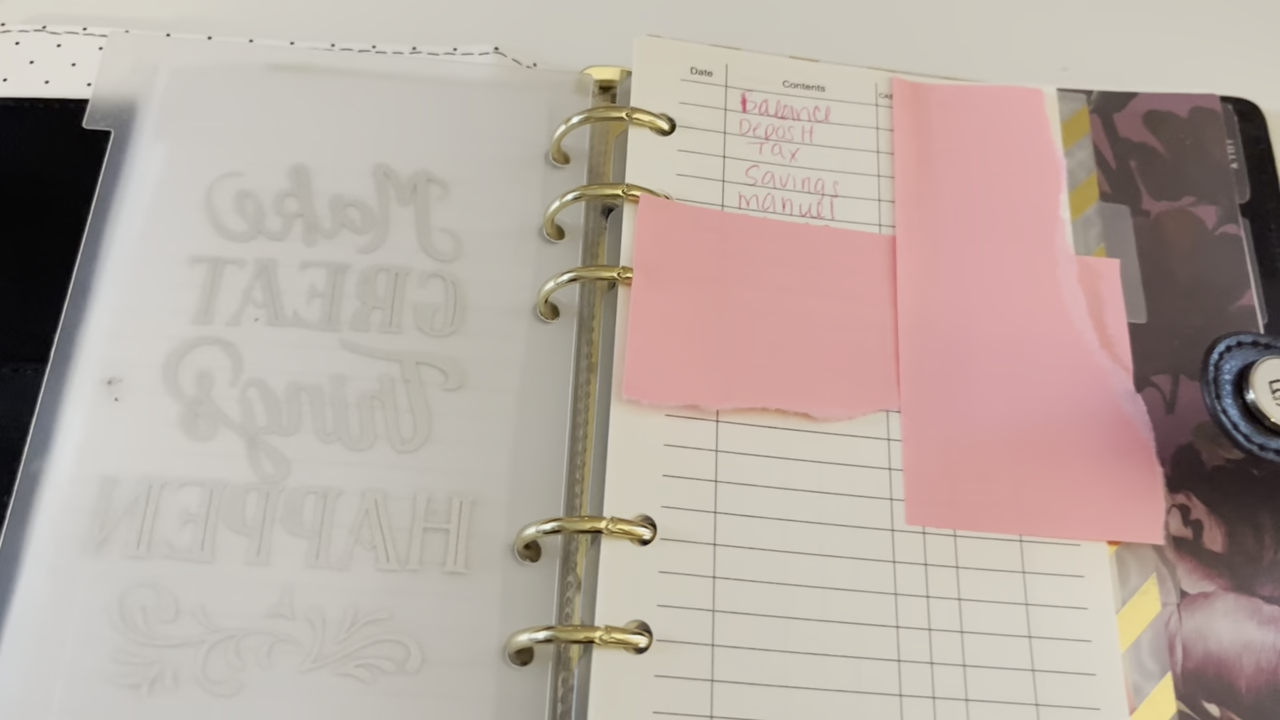 Make
GREAT
Things
HAPPEN
Date Contents
Balance
Deposit
Tax
Savings
manuel